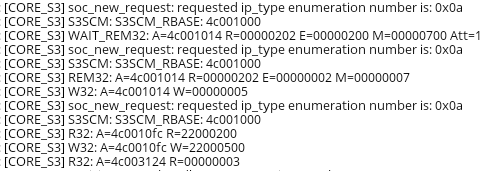 : [CORE_S3] soc_new_request: requested ip_type enumeration number is: 0x0a
: [CORE_S3] S3SCM: S3SCM_RBASE: 4c001000
: [CORE_S3] WAIT_REM32: A=4c001014 R=00000202 E=00000200 M=00000700 Att=1
: [CORE_S3] soc_new_request: requested ip_type enumeration number is: 0x0a
: [CORE_S3] S3SCM: S3SCM_RBASE: 4c001000
: [CORE_S3] REM32: A=4c001014 R=00000202 E=00000002 M=00000007
: [CORE_S3] W32: A=4c001014 W=00000005
: [CORE_S3] soc_new_request: requested ip_type enumeration number is: 0x0a
: [CORE_S3] S3SCM: S3SCM_RBASE: 4c001000
: [CORE_S3] R32: A=4c0010fc R=22000200
: [CORE_S3] W32: A=4c0010fc W=22000500
: [CORE_S3] R32: A=4c003124 R=00000003